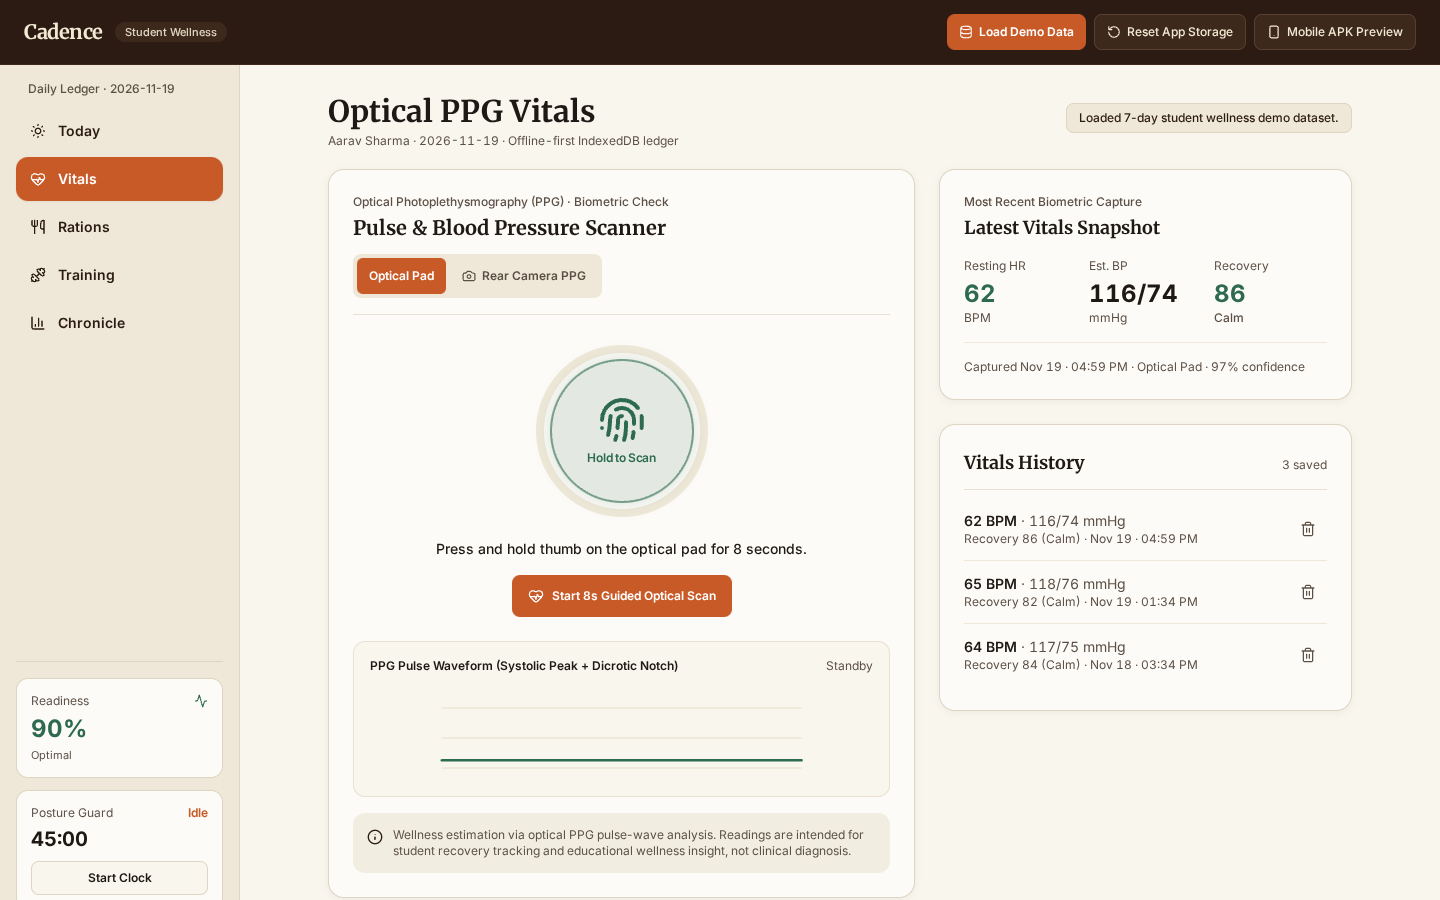 Cadence
Student Wellness
Load Demo Data
Reset App Storage
Mobile APK Preview
Daily Ledger · 2026-11-19
Today
Vitals
Rations
Training
Chronicle
Readiness
90%
Optimal
Posture Guard
Idle
45:00
Start Clock
Optical PPG Vitals
Aarav Sharma · 2026-11-19 · Offline-first IndexedDB ledger
Loaded 7-day student wellness demo dataset.
Optical Photoplethysmography (PPG) · Biometric Check
Pulse & Blood Pressure Scanner
Optical Pad
Rear Camera PPG
Hold to Scan
Press and hold thumb on the optical pad for 8 seconds.
Start 8s Guided Optical Scan
PPG Pulse Waveform (Systolic Peak + Dicrotic Notch)
Standby
Wellness estimation via optical PPG pulse-wave analysis. Readings are intended for
student recovery tracking and educational wellness insight, not clinical diagnosis.
Most Recent Biometric Capture
Latest Vitals Snapshot
Resting HR
62
BPM
Est. BP
116/74
mmHg
Recovery
86
Calm
Captured Nov 19 · 04:59 PM · Optical Pad · 97% confidence
Vitals History
3 saved
62 BPM · 116/74 mmHg
Recovery 86 (Calm) · Nov 19 · 04:59 PM
65 BPM · 118/76 mmHg
Recovery 82 (Calm) · Nov 19 · 01:34 PM
64 BPM · 117/75 mmHg
Recovery 84 (Calm) · Nov 18 · 03:34 PM